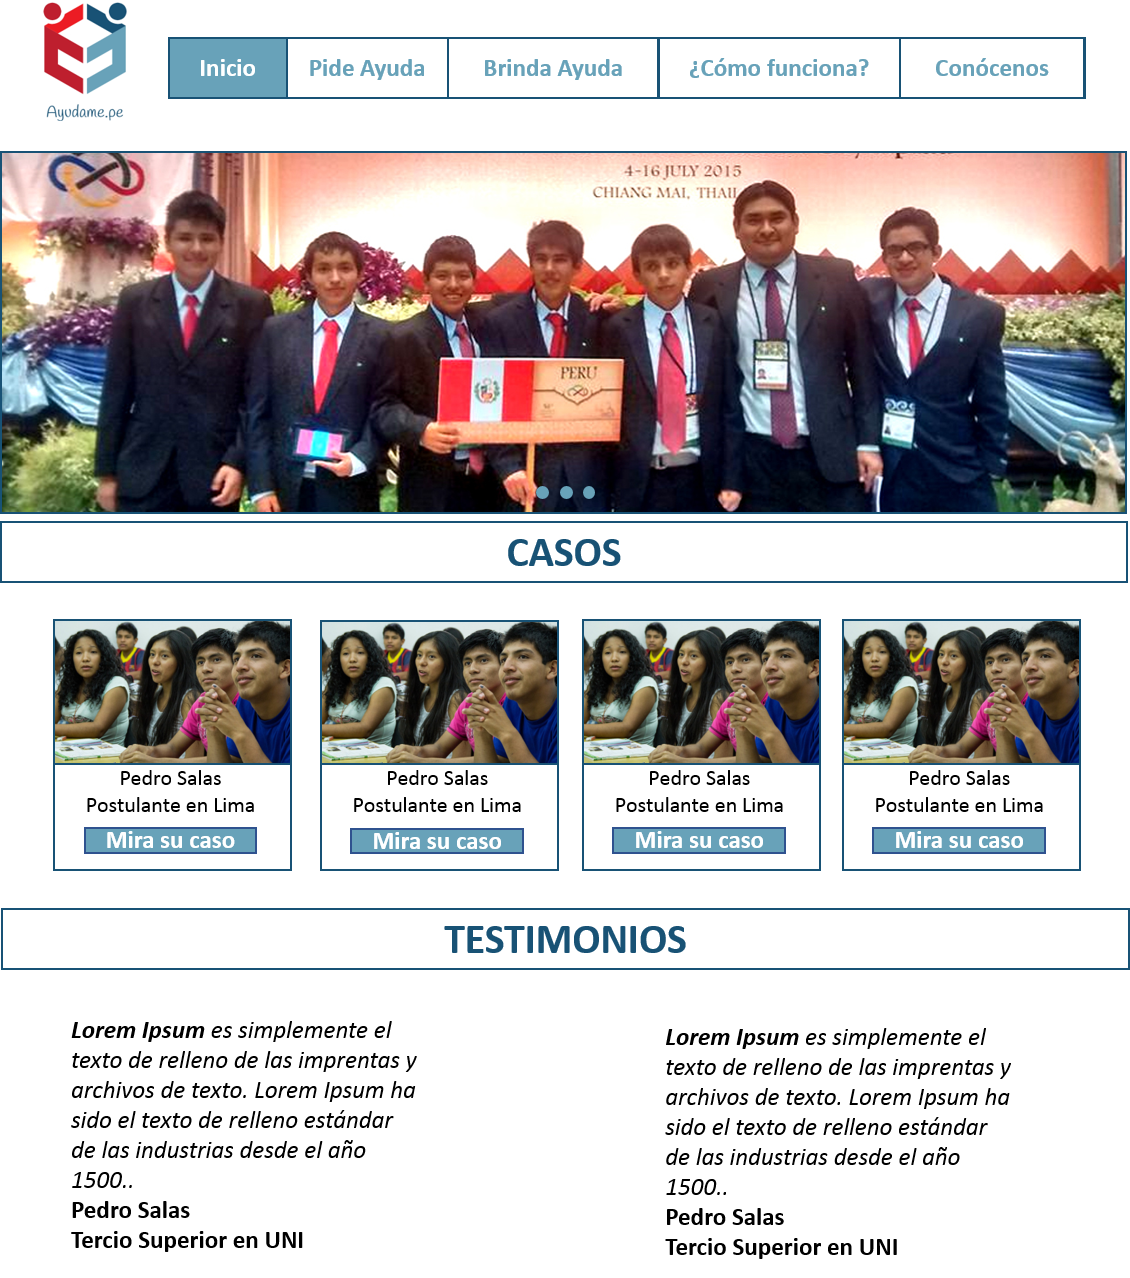 Ayudame.pe
Inicio
Pide Ayuda
Brinda Ayuda
¿Cómo funciona?
Conócenos
4-16 JULY 2015
CHIANG MAI, THAIL
PERU
CASOS
Pedro Salas
Postulante en Lima
Mira su caso
Pedro Salas
Postulante en Lima
Mira su caso
Pedro Salas
Postulante en Lima
Mira su caso
Pedro Salas
Postulante en Lima
Mira su caso
TESTIMONIOS
Lorem Ipsum es simplemente el
texto de relleno de las imprentas y
archivos de texto. Lorem Ipsum ha
sido el texto de relleno estándar
de las industrias desde el año
1500..
Pedro Salas
Tercio Superior en UNI
Lorem Ipsum es simplemente el
texto de relleno de las imprentas y
archivos de texto. Lorem Ipsum ha
sido el texto de relleno estándar
de las industrias desde el año
1500..
Pedro Salas
Tercio Superior en UNI